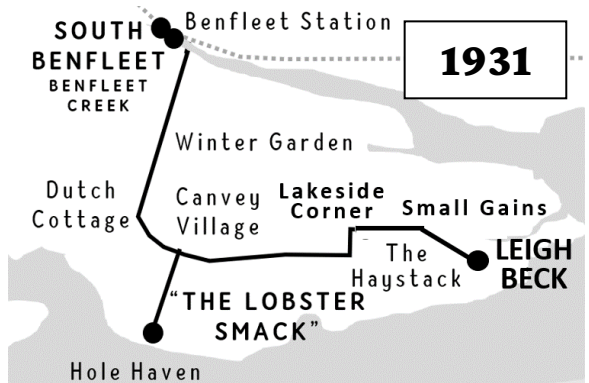 SOUTH
BENFLEET
BENFLEET
CREEK
Benfleet Station
1931
Winter Garden
Dutch
Cottage
Canvey
Village
Lakeside
Corner
Small Gains
The
Haystack
LEIGH
BECK
“THE LOBSTER
SMACK”
Hole Haven